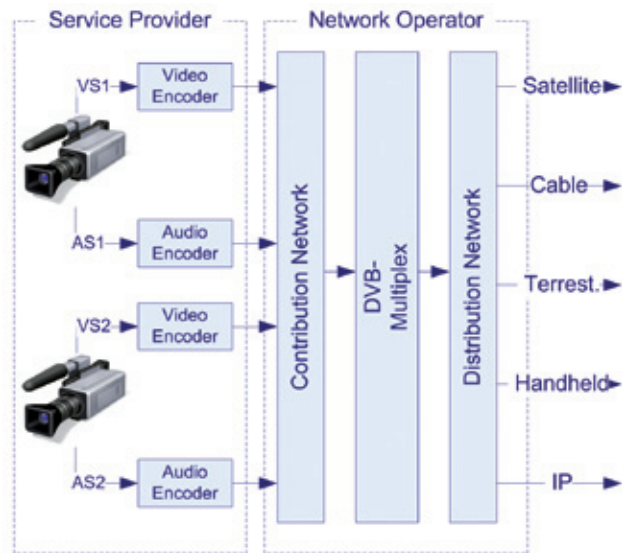 Service Provider
Network Operator
VS1
Video
Encoder
AS1
Audio
Encoder
VS2
Video
Encoder
AS2
Audio
Encoder
Contribution Network
DVB-
Multiplex
Distribution Network
Satellite
Cable
Terrest.
Handheld
IP